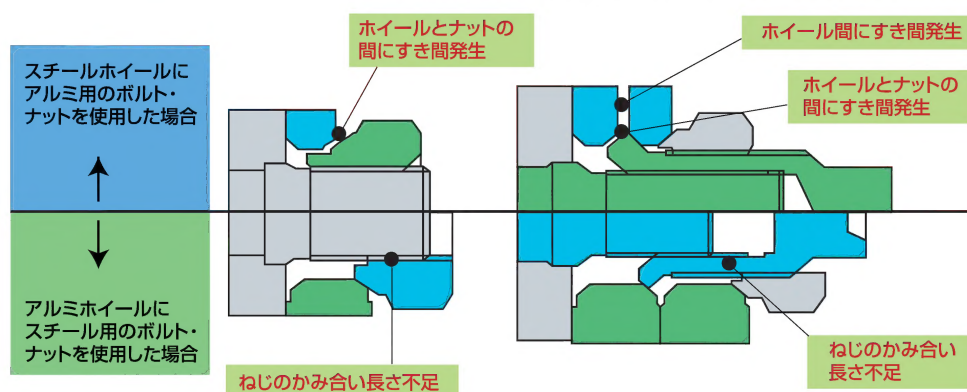 スチールホイールに
アルミ用のボルト・
ナットを使用した場合
アルミホイールに
スチール用のボルト・
ナットを使用した場合
ホイールとナットの
間にすき間発生
ねじのかみ合い長さ不足
ホイール間にすき間発生
ホイールとナットの
間にすき間発生
ねじのかみ合い
長さ不足